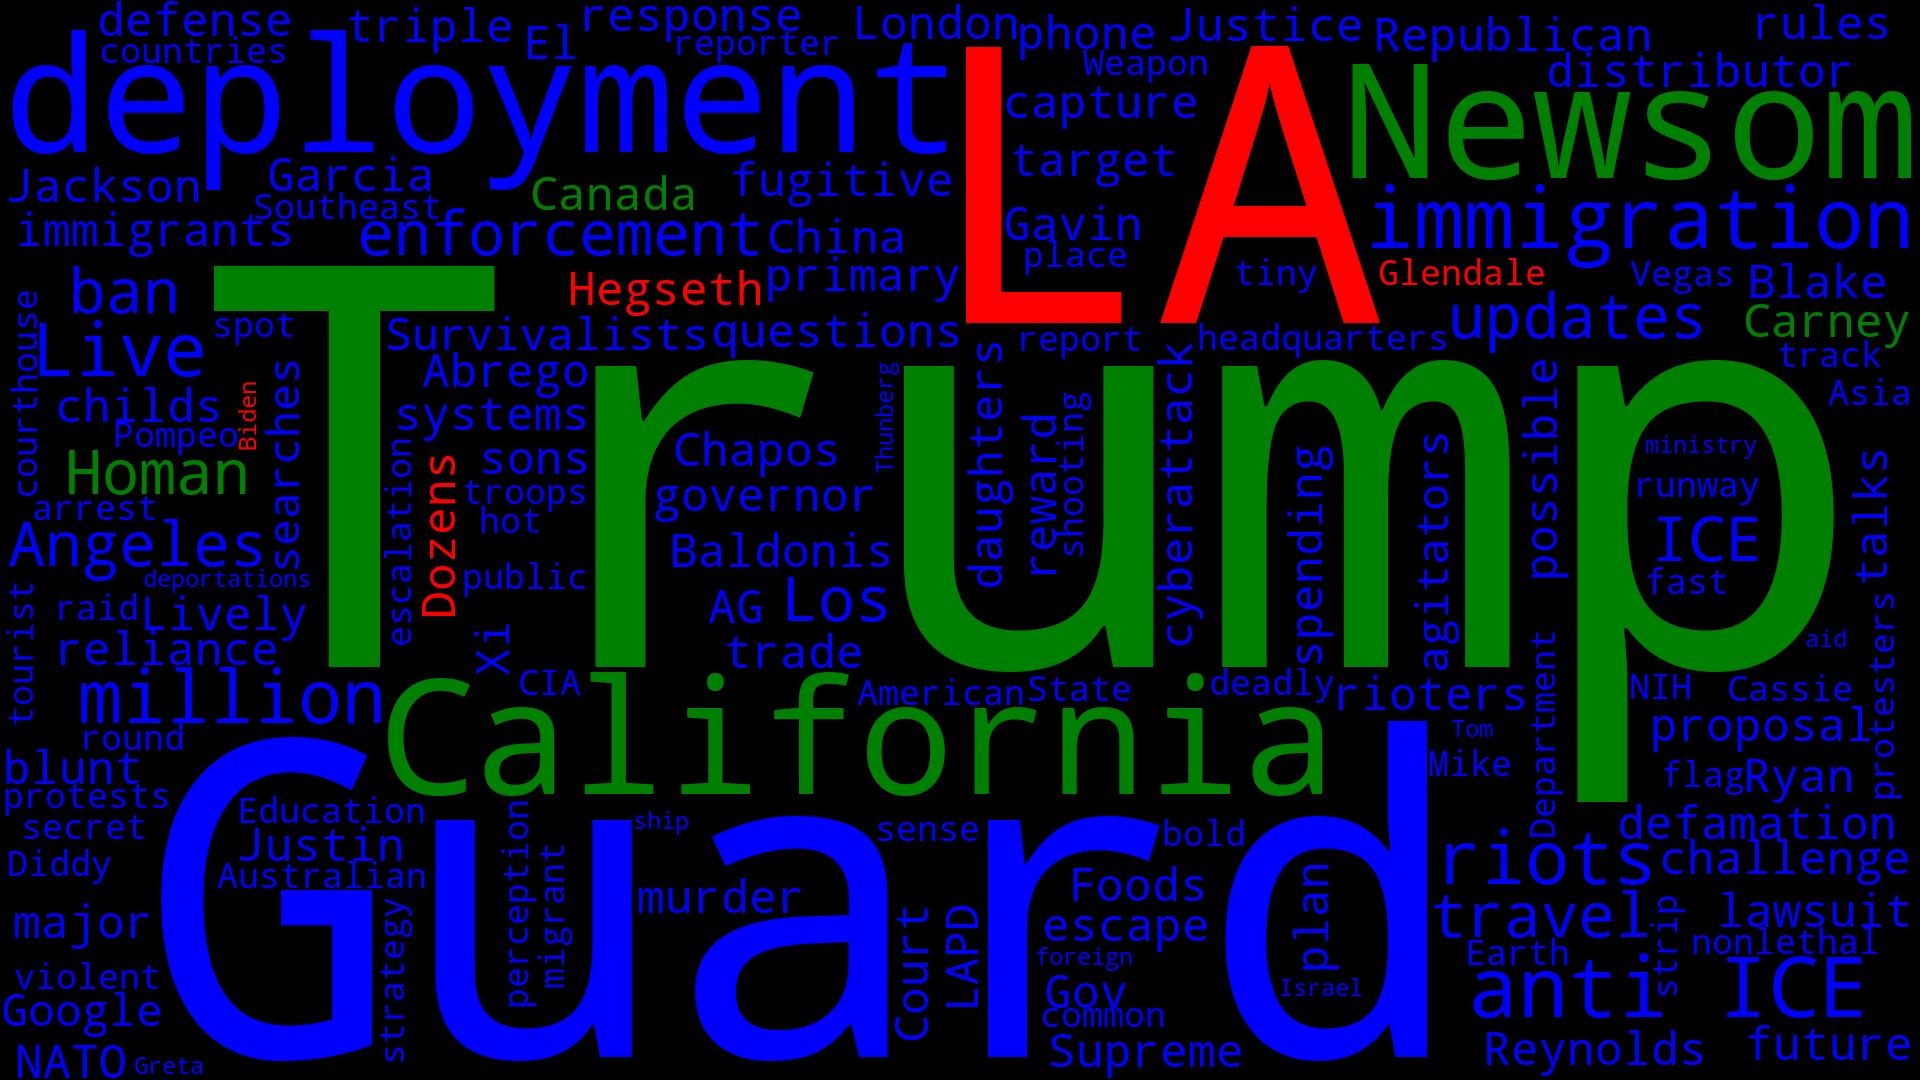 defense triple El response reporter London phone Justice Republican rules
countries Weapon distributor
deployment LA Newsom
capture
target
Jackson Garcia Canada fugitive
Southeast
immigrants enforcement China Gavin immigration
place
ban Hegseth primary tiny Glendale Vegas Blake
courthouse Live spot Survivalists questions report headquarters updates Carney
track
Trump
childs searches Abrego Thunberg daughters cyberattack possible Asia
Pompeo Biden systems reward shooting
Homan escalation Dozens sons Chapos spending agitators ministry talks
arrest troops governor runway
Angeles hot Baldonis ICE
deportations public AG Los fast
tourist raid Lively Xi trade Department aid protesters
reliance
million CIA American State deadly rioters NIH Cassie
round California Tom proposal
blunt Mike flag Ryan
protests
Guard
secret Education perception ship sense bold defamation
Diddy Justin migrant riots challenge
Australian strategy murder Foods plan
major Court LAPD escape travel strip lawsuit
violent foreign Earth nonlethal
Google Gov Israel anti ICE
common
NATO Greta Supreme Reynolds future